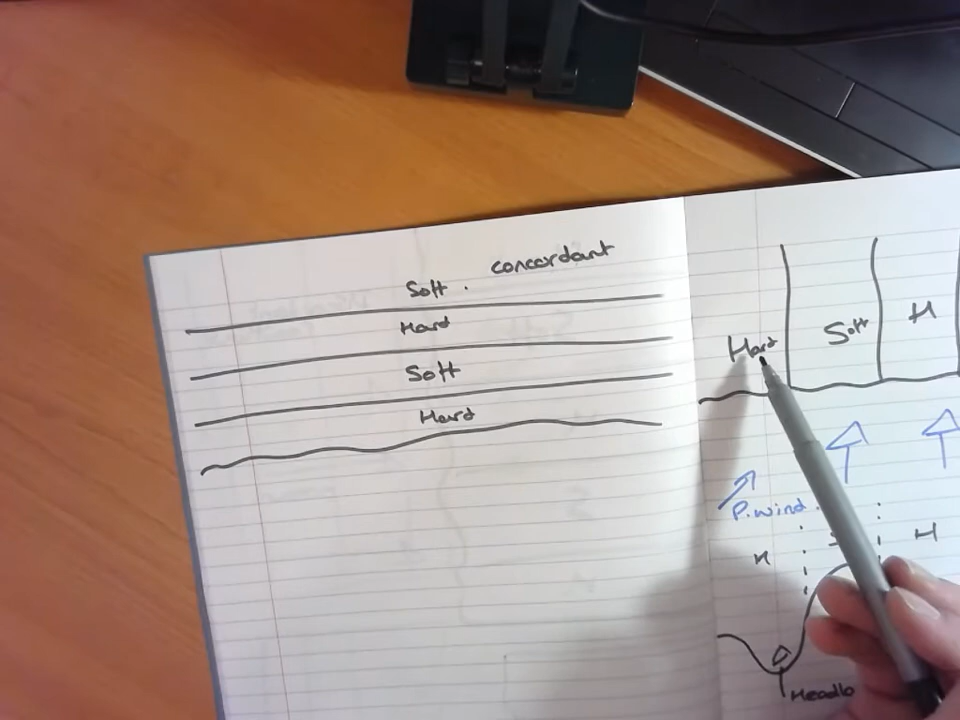 concordant
Soft .
Hard
Soft
Hard
Hard
Soft
H
P. wind.
H
H
Headlo